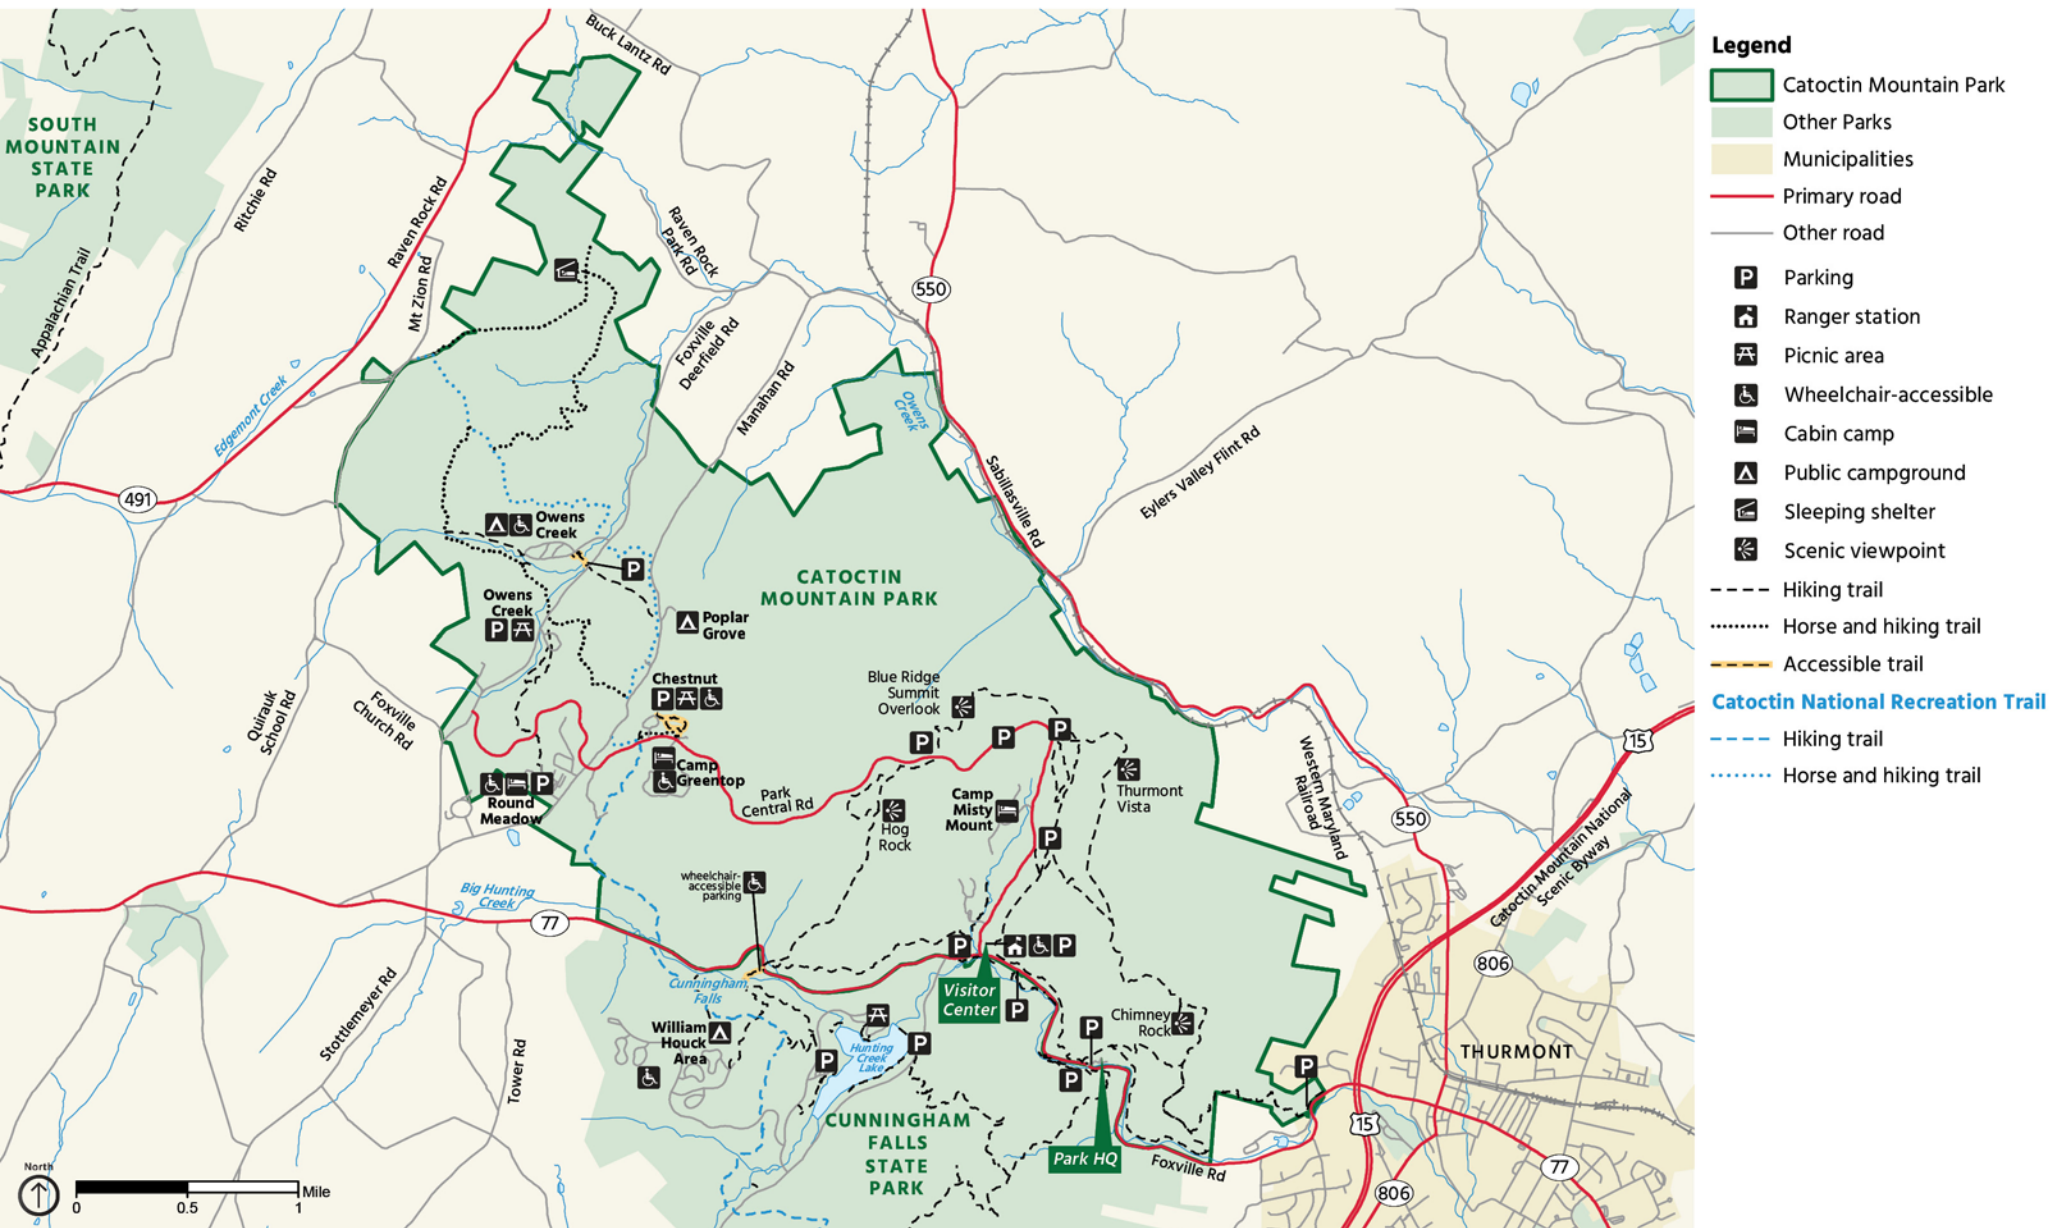 Buck Lantz Rd
SOUTH
MOUNTAIN
STATE
PARK
Ritchie Rd
Raven Rock Rd
Mt Zion Rd
Raven Rock
Park Rd
Appalachian Trail
550
Foxville
Deerfield Rd
Manahan Rd
Edgemont Creek
Owens
Creek
Sabillasville Rd
Eylers Valley Flint Rd
491
Owens
Creek
P
CATOCTIN
MOUNTAIN PARK
Owens
Creek
P
Poplar
Grove
Chestnut
P
Blue Ridge
Summit
Overlook
Quirauk
School Rd
Foxville
Church Rd
P
P
P
15
Camp
Greentop
P
Round
Meadow
Park
Central Rd
Hog
Rock
Camp
Misty
Mount
Thurmont
Vista
P
Western Maryland
Railroad
550
Catoctin Mountain National
Scenic Byway
wheelchair-
accessible
parking
Big Hunting
Creek
77
P
P
806
Cunningham
Falls
Visitor
Center
P
Stottlemeyer Rd
William
Houck
Area
Hunting
Creek
Lake
P
P
P
P
Chimney
Rock
P
THURMONT
Tower Rd
CUNNINGHAM
FALLS
STATE
PARK
Park HQ
Foxville Rd
15
77
806
North
0
0.5
1
Mile
Legend
Catoctin Mountain Park
Other Parks
Municipalities
Primary road
Other road
P Parking
Ranger station
Picnic area
Wheelchair-accessible
Cabin camp
Public campground
Sleeping shelter
Scenic viewpoint
Hiking trail
Horse and hiking trail
Accessible trail
Catoctin National Recreation Trail
Hiking trail
Horse and hiking trail